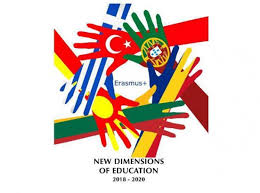 Erasmus+
NEW DIMENSIONS
OF EDUCATION
2018 - 2020